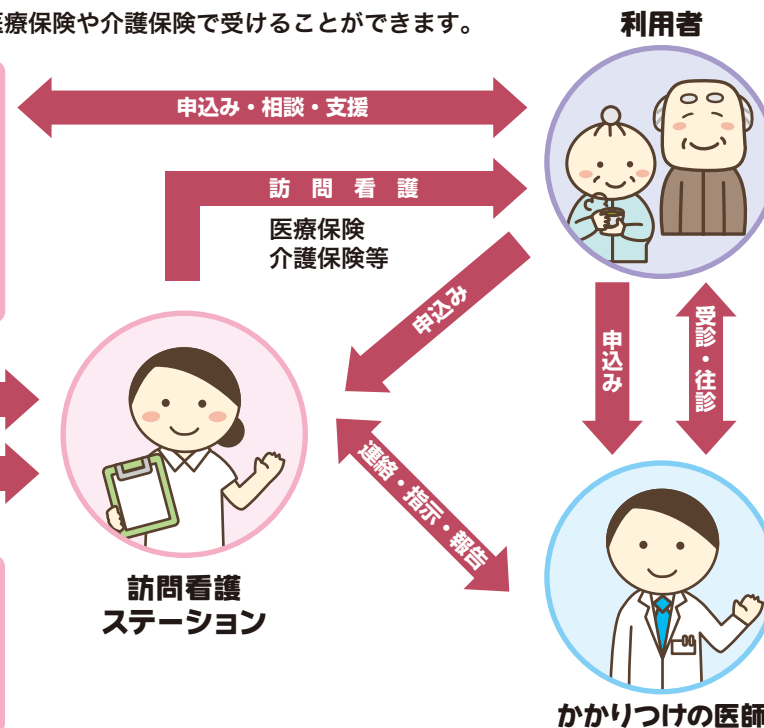 医療保険や介護保険で受けることができます。
利用者
申込み・相談・支援
訪問看護
医療保険
介護保険等
申込み
申込み
受診・往診
連絡・指示・報告
訪問看護
ステーション
かかりつけの医師